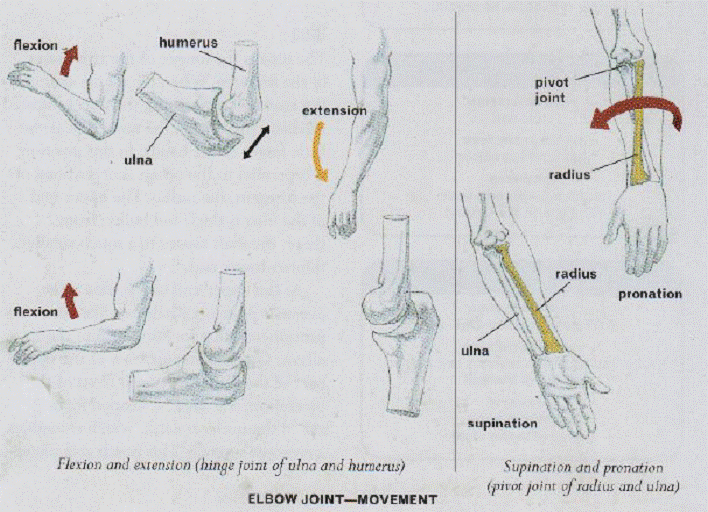 flexion
humerus
ulna
extension
flexion
Flexion and extension (hinge joint of ulna and humerus)
pivot
joint
radius
pronation
radius
ulna
supination
Supination and pronation
(pivot joint of radius and ulna)
ELBOW JOINT—MOVEMENT